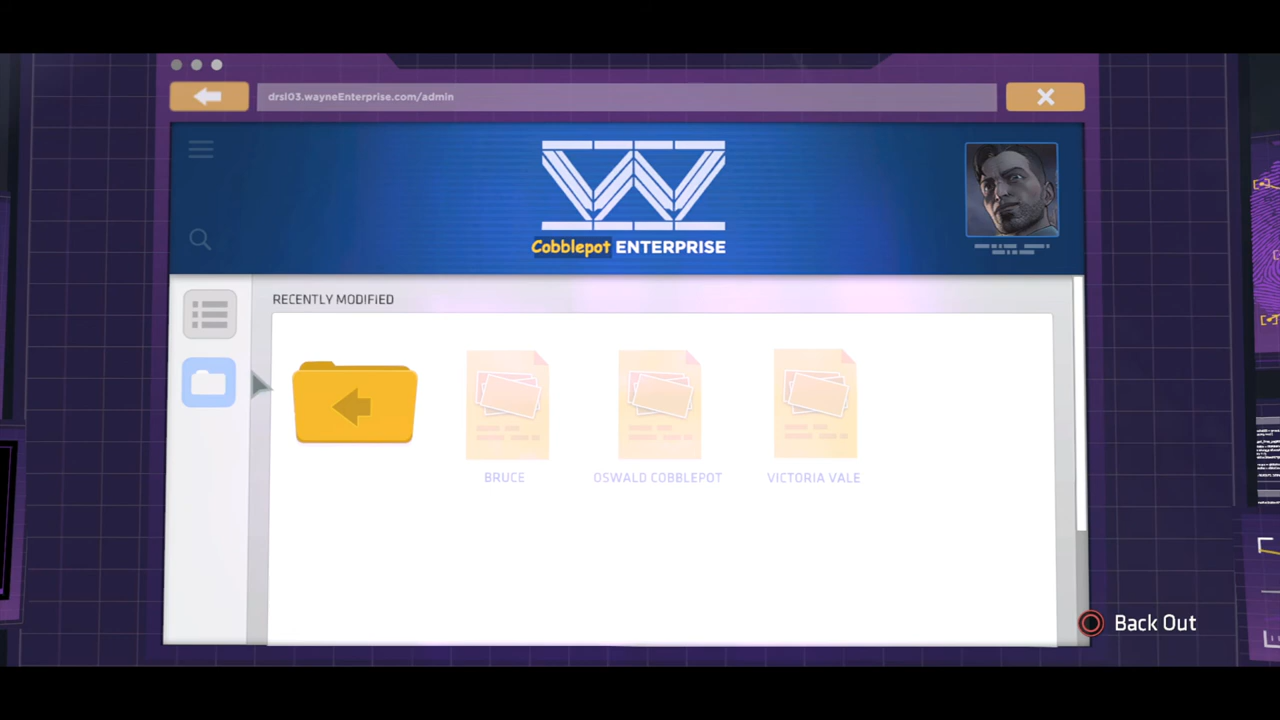 drsl03.wayneEnterprise.com/admin
Cobblepot ENTERPRISE
RECENTLY MODIFIED
BRUCE
OSWALD COBBLEPOT
VICTORIA VALE
Back Out